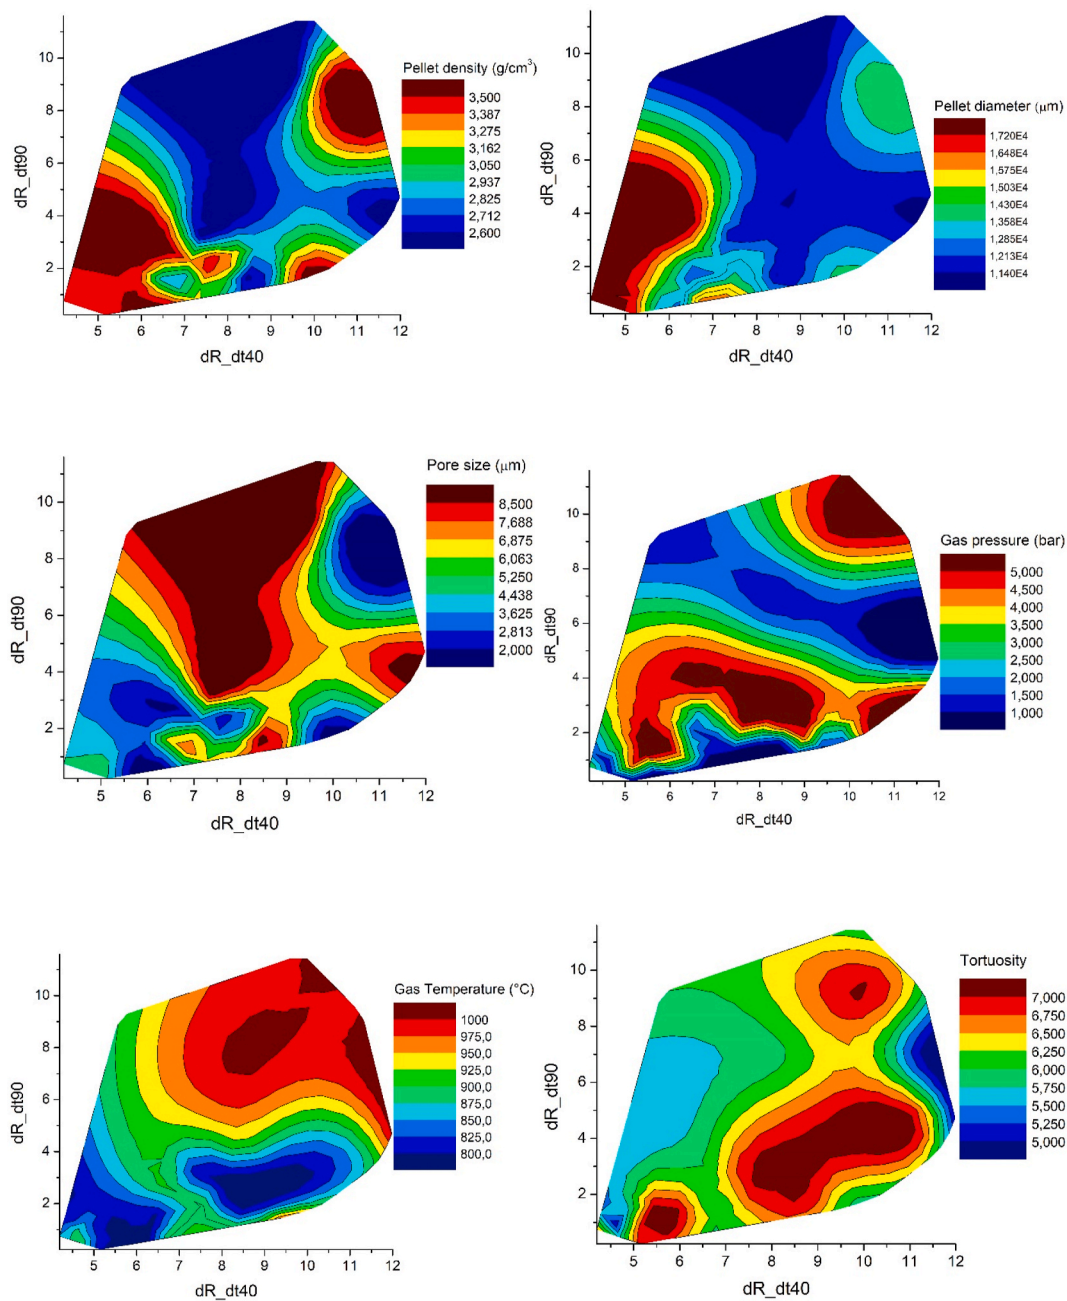 Pellet density (g/cm³)
3,500
3,387
3,275
3,162
3,050
2,937
2,825
2,712
2,600
10
8
6
4
2
dR_dt90
5 6 7 8 9 10 11 12
dR_dt40
Pellet diameter (μm)
1,720E4
1,648E4
1,575E4
1,503E4
1,430E4
1,358E4
1,285E4
1,213E4
1,140E4
10
8
6
4
2
dR_dt90
5 6 7 8 9 10 11 12
dR_dt40
Pore size (μm)
8,500
7,688
6,875
6,063
5,250
4,438
3,625
2,813
2,000
10
8
6
4
2
dR_dt90
5 6 7 8 9 10 11 12
dR_dt40
Gas pressure (bar)
5,000
4,500
4,000
3,500
3,000
2,500
2,000
1,500
1,000
10
8
6
4
2
dR_dt90
5 6 7 8 9 10 11 12
dR_dt40
Gas Temperature (°C)
1000
975,0
950,0
925,0
900,0
875,0
850,0
825,0
800,0
10
8
6
4
2
dR_dt90
5 6 7 8 9 10 11 12
dR_dt40
Tortuosity
7,000
6,750
6,500
6,250
6,000
5,750
5,500
5,250
5,000
10
8
6
4
2
dR_dt90
5 6 7 8 9 10 11 12
dR_dt40